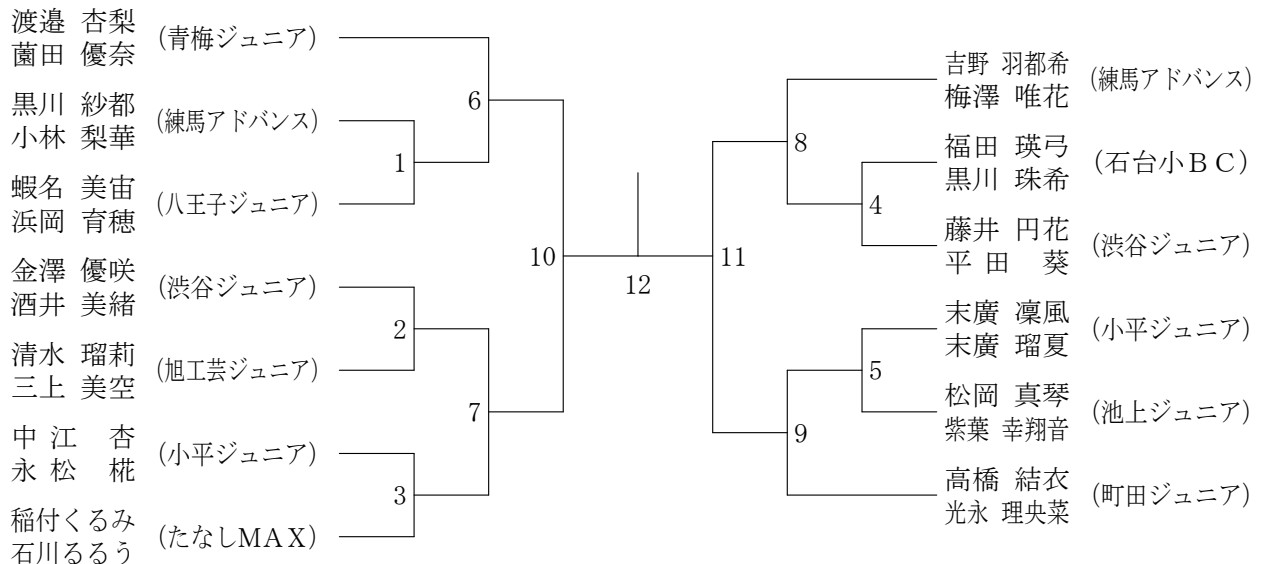 渡邉 杏梨
薗田 優奈
(青梅ジュニア)
黒川 紗都
小林 梨華
(練馬アドバンス)
蝦名 美宙
浜岡 育穂
(八王子ジュニア)
金澤 優咲
酒井 美緒
(渋谷ジュニア)
清水 瑠莉
三上 美空
(旭工芸ジュニア)
中江 杏
永松 椛
(小平ジュニア)
稲付くるみ
石川るるう
(たなしMAX)
6
1
2
7
3
10
12
11
8
4
5
9
吉野 羽都希
梅澤 唯花
(練馬アドバンス)
福田 瑛弓
黒川 珠希
(石台小BC)
藤井 円花
平田 葵
(渋谷ジュニア)
末廣 凜風
末廣 瑠夏
(小平ジュニア)
松岡 真琴
紫葉 幸翔音
(池上ジュニア)
高橋 結衣
光永 理央菜
(町田ジュニア)